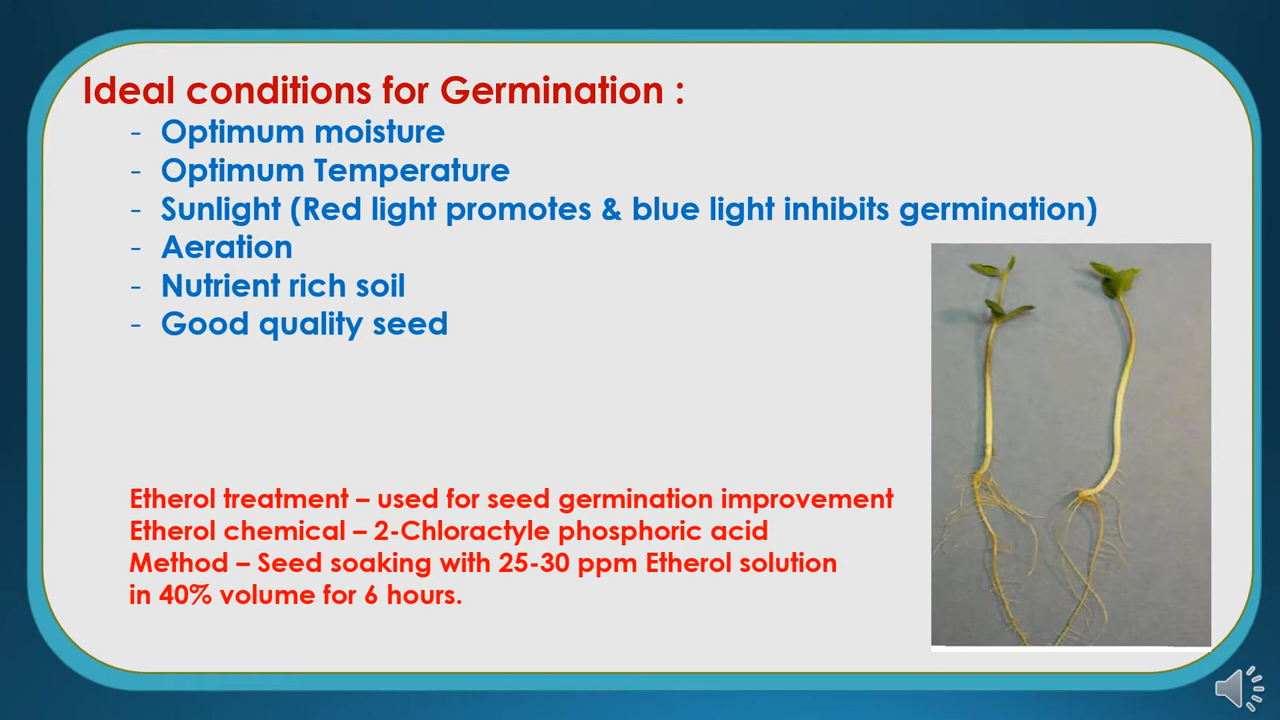 Ideal conditions for Germination :
- Optimum moisture
- Optimum Temperature
- Sunlight (Red light promotes & blue light inhibits germination)
- Aeration
- Nutrient rich soil
- Good quality seed
Etherol treatment – used for seed germination improvement
Etherol chemical – 2-Chloractyle phosphoric acid
Method – Seed soaking with 25-30 ppm Etherol solution
in 40% volume for 6 hours.